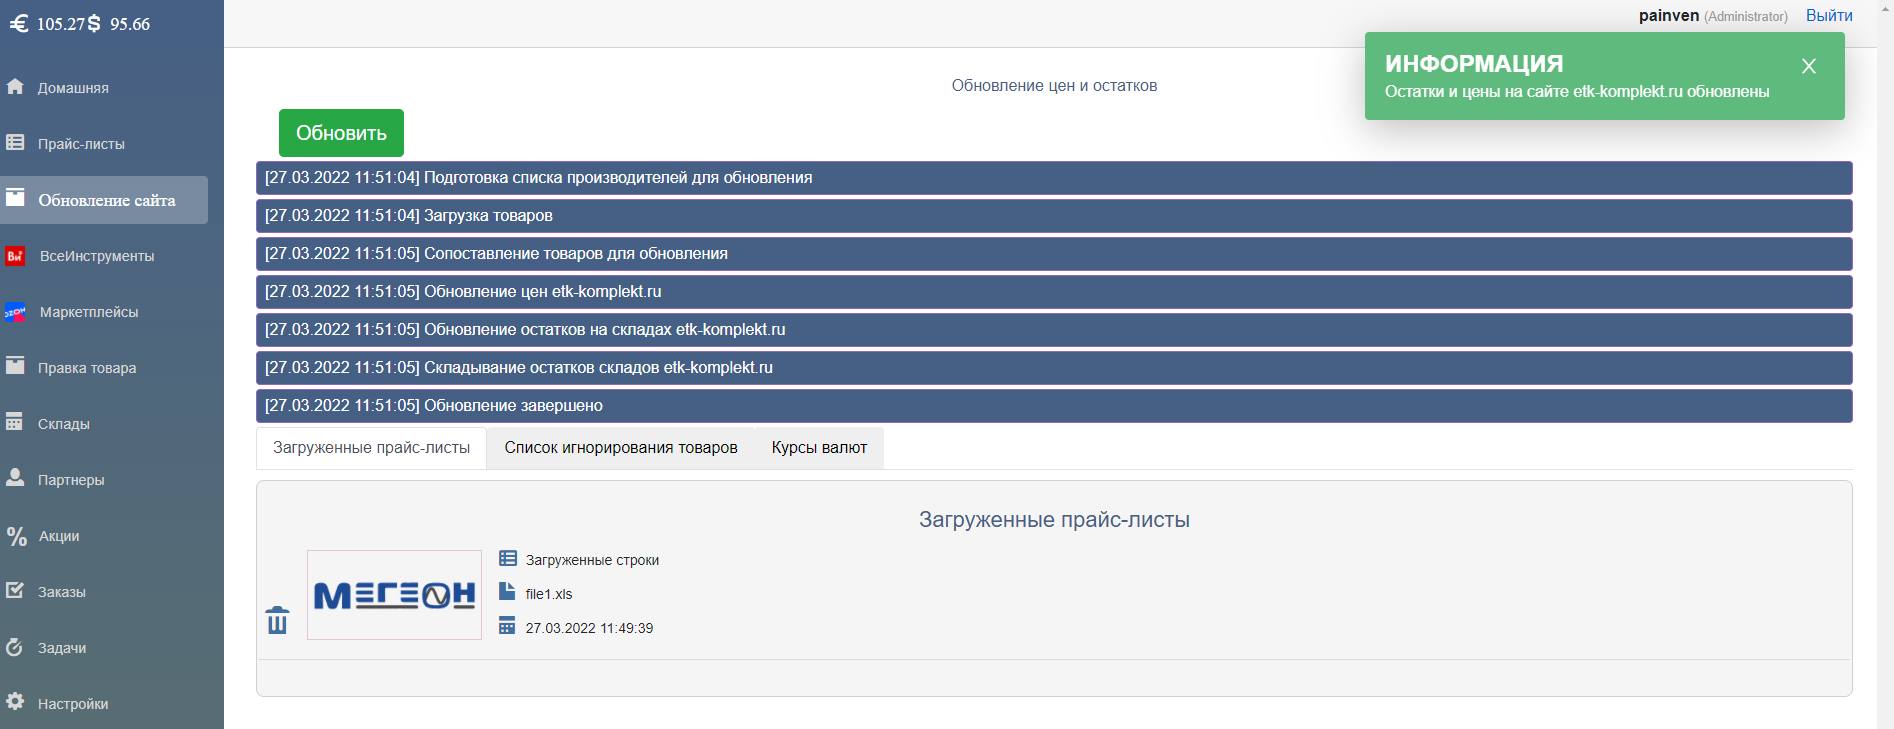 105.27 $ 95.66
painven (Administrator) Выйти
Домашняя
Прайс-листы
Обновление сайта
ВсеИнструменты
Маркетплейсы
Правка товара
Склады
Партнеры
Акции
Заказы
Задачи
Настройки
ИНФОРМАЦИЯ
Остатки и цены на сайте etk-komplekt.ru обновлены
Обновление цен и остатков
Обновить
[27.03.2022 11:51:04] Подготовка списка производителей для обновления
[27.03.2022 11:51:04] Загрузка товаров
[27.03.2022 11:51:05] Сопоставление товаров для обновления
[27.03.2022 11:51:05] Обновление цен etk-komplekt.ru
[27.03.2022 11:51:05] Обновление остатков на складах etk-komplekt.ru
[27.03.2022 11:51:05] Складывание остатков складов etk-komplekt.ru
[27.03.2022 11:51:05] Обновление завершено
Загруженные прайс-листы Список игнорирования товаров Курсы валют
Загруженные прайс-листы
МЕГЕОН
Загруженные строки
file1.xls
27.03.2022 11:49:39